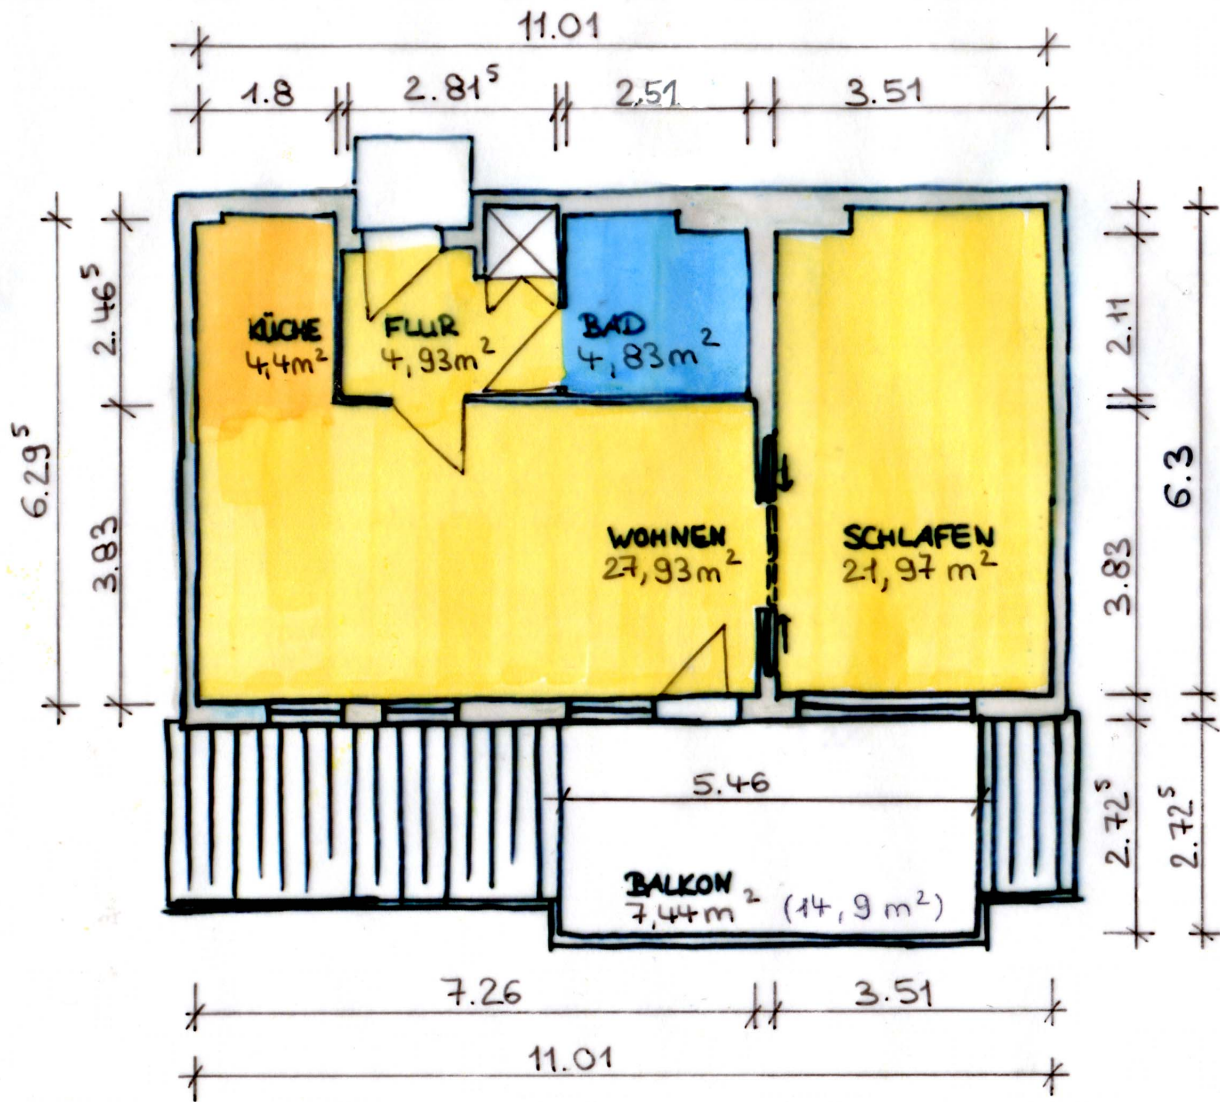 11.01
1.8
2.81⁵
2.51
3.51
2.46⁵
6.29⁵
3.83
KÜCHE
4,4m²
FLUR
4,93m²
BAD
4,83m²
WOHNEN
27,93m²
SCHLAFEN
21,97 m²
2.11
6.3
3.83
2.72⁵
2.72⁵
5.46
BALKON
7,44m² (14,9 m²)
7.26
3.51
11.01